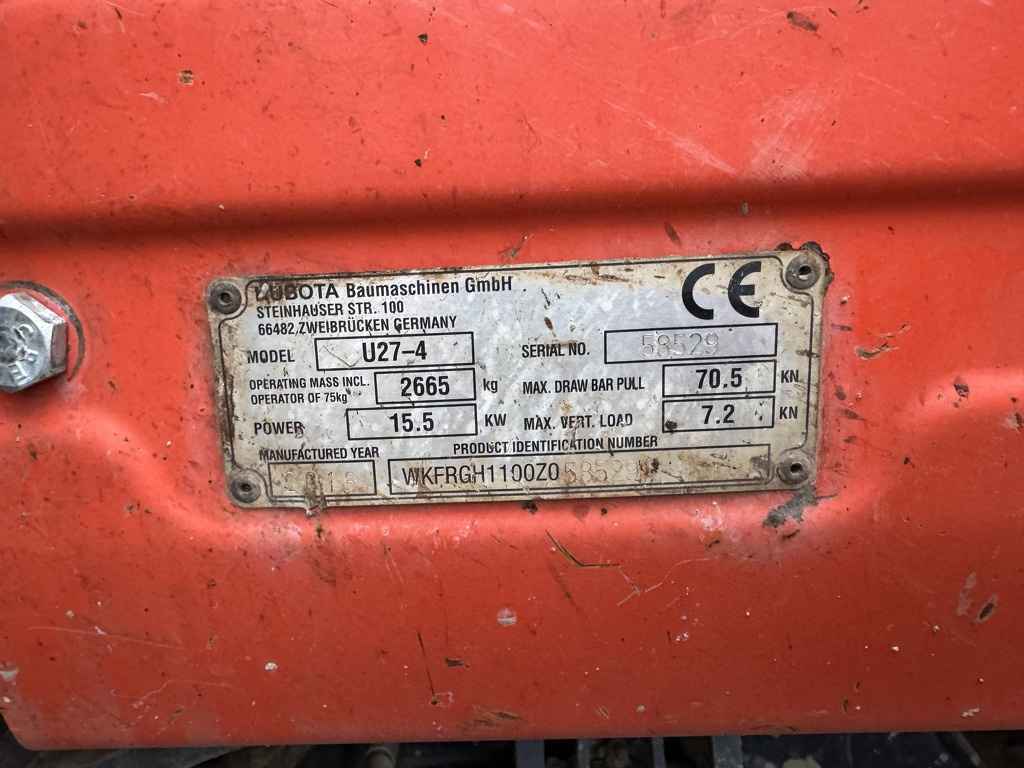 KUBOTA Baumaschinen GmbH
STEINHAUSER STR. 100
66482 ZWEIBRÜCKEN GERMANY
MODEL U27-4 SERIAL NO. 58529
OPERATING MASS INCL. OPERATOR OF 75kg 2665 kg MAX. DRAW BAR PULL 70.5 KN
POWER 15.5 KW MAX. VERT. LOAD 7.2 KN
MANUFACTURED YEAR PRODUCT IDENTIFICATION NUMBER
WKFRGH1100Z058529
CE